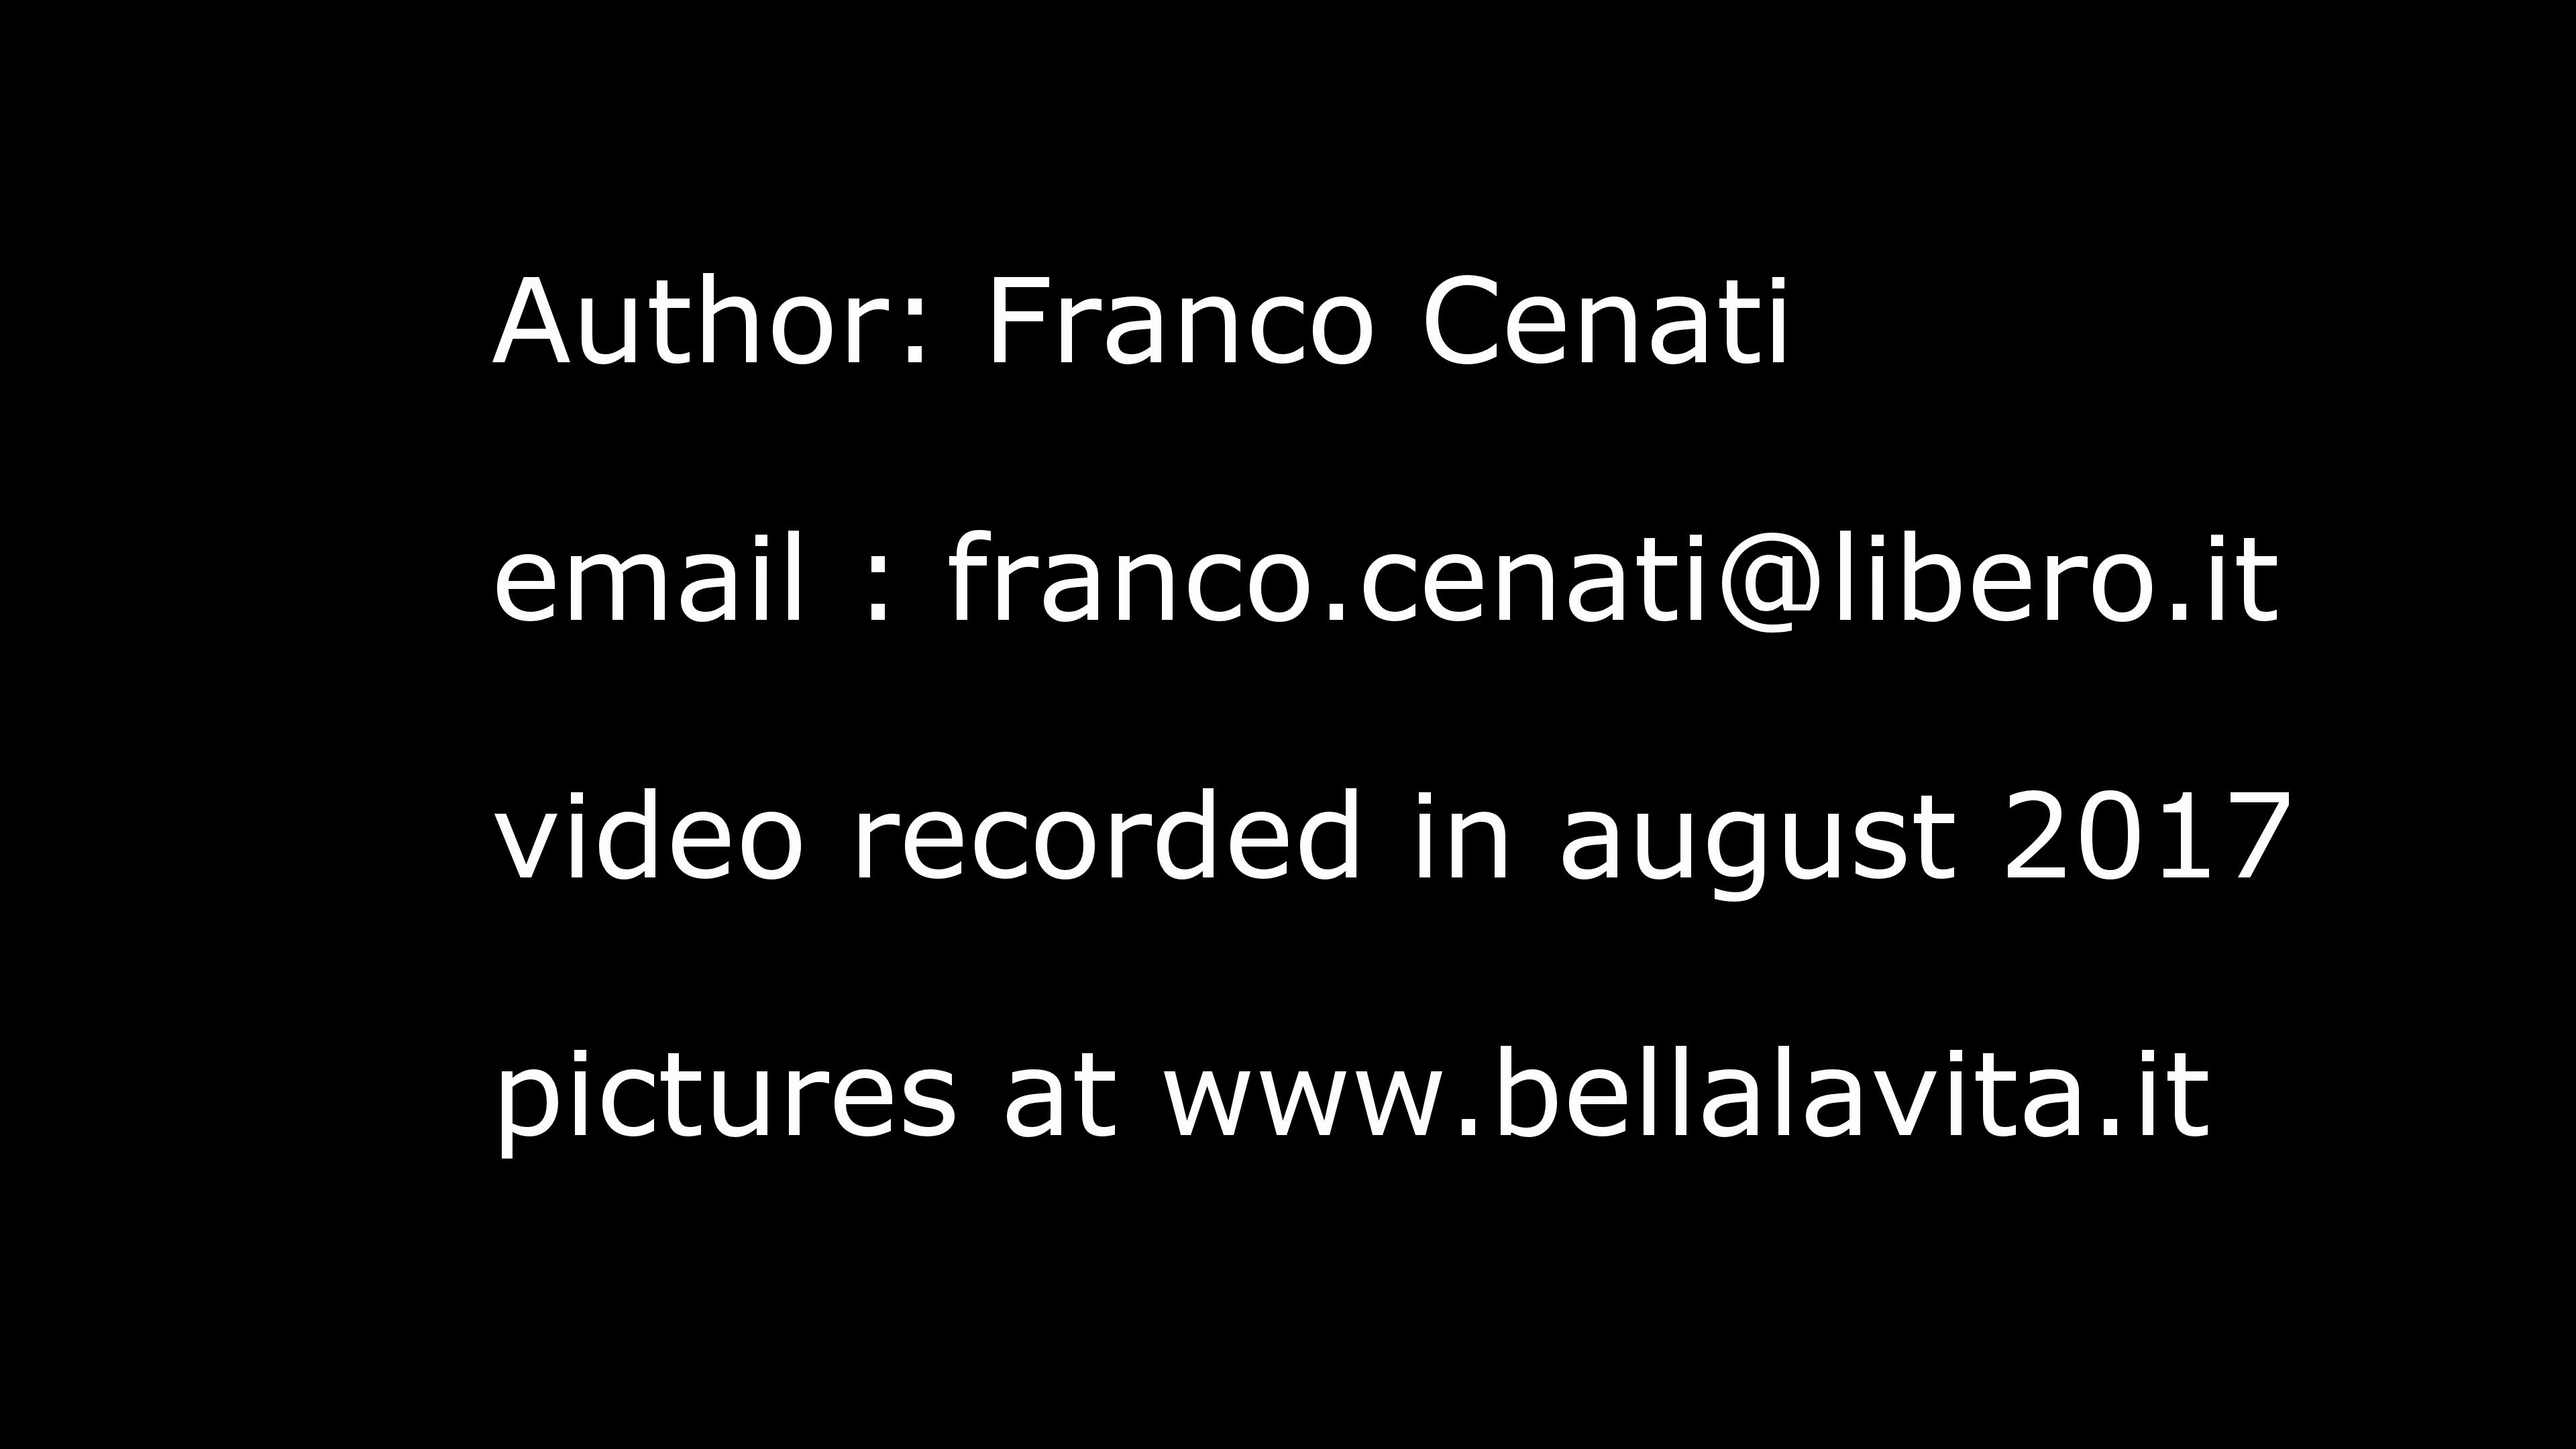 Author: Franco Cenati
email : franco.cenati@libero.it
video recorded in august 2017
pictures at www.bellalavita.it